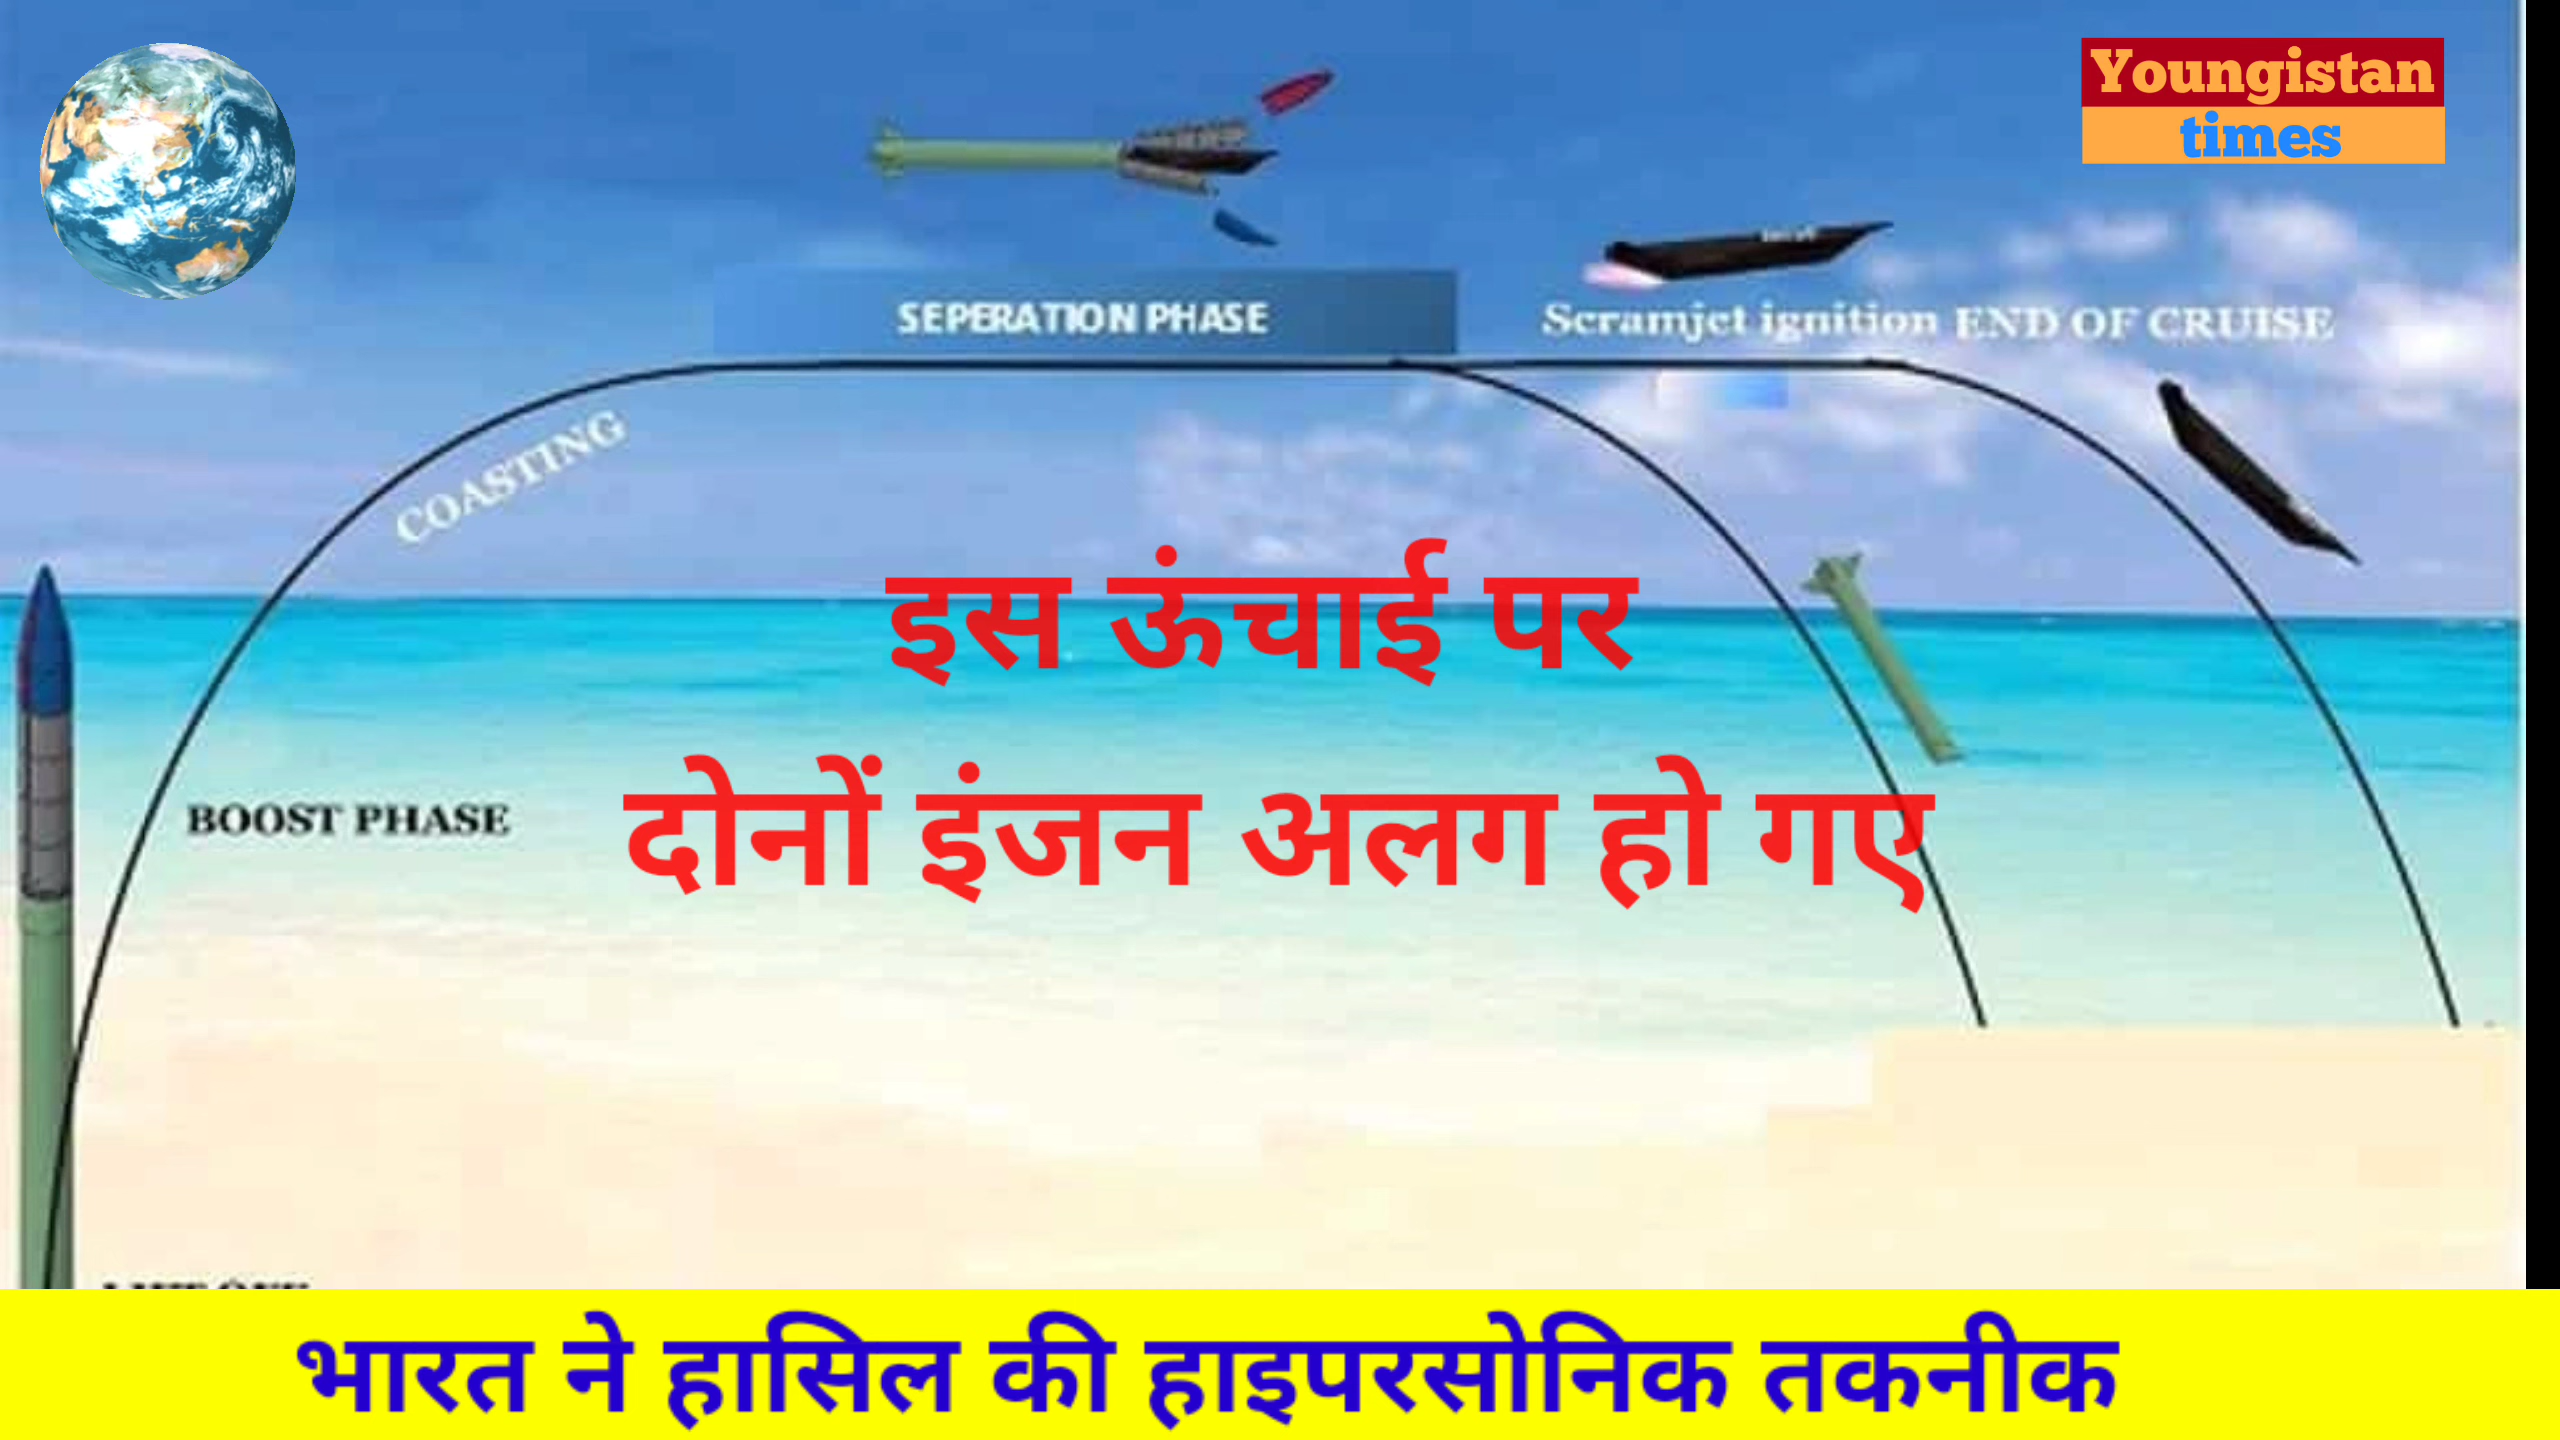 Youngistan
times
SEPERATION PHASE
Scramjet ignition END OF CRUISE
COASTING
इस ऊंचाई पर
दोनों इंजन अलग हो गए
BOOST PHASE
भारत ने हासिल की हाइपरसोनिक तकनीक